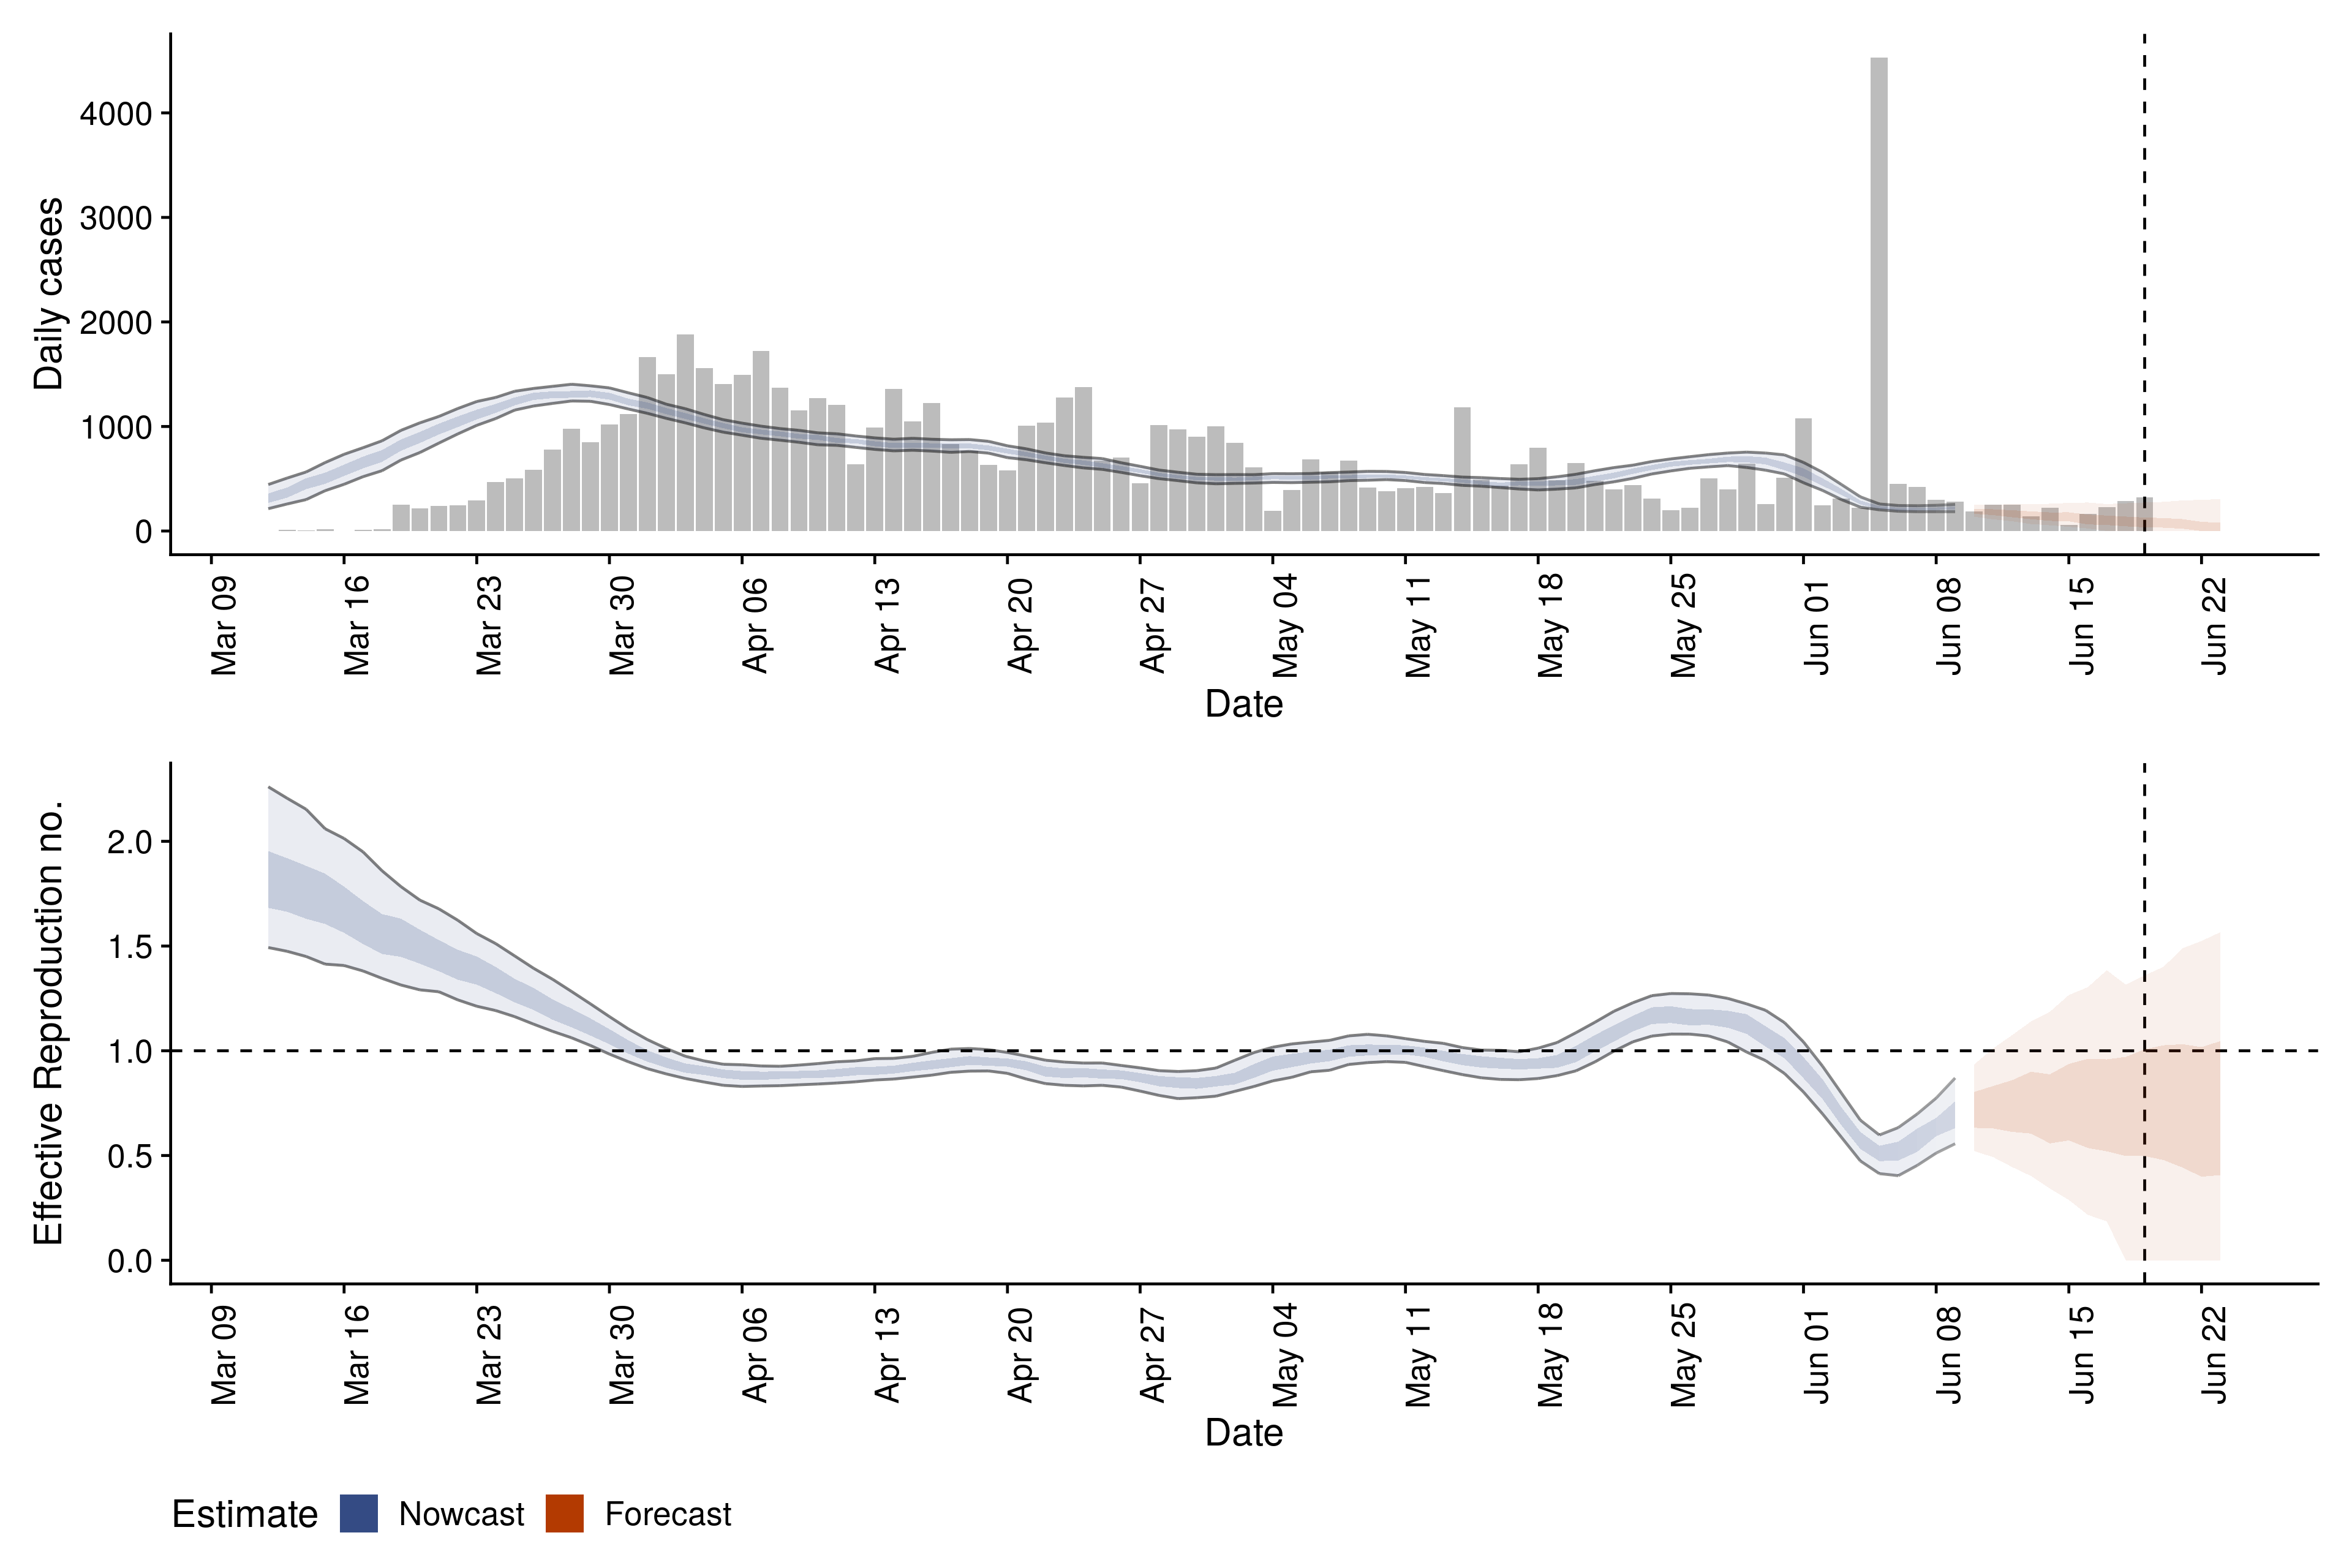 Daily cases
4000
3000
2000
1000
0
Mar 09 Mar 16 Mar 23 Mar 30 Apr 06 Apr 13 Apr 20 Apr 27 May 04 May 11 May 18 May 25 Jun 01 Jun 08 Jun 15 Jun 22
Date
Effective Reproduction no.
2.0
1.5
1.0
0.5
0.0
Mar 09 Mar 16 Mar 23 Mar 30 Apr 06 Apr 13 Apr 20 Apr 27 May 04 May 11 May 18 May 25 Jun 01 Jun 08 Jun 15 Jun 22
Date
Estimate Nowcast Forecast